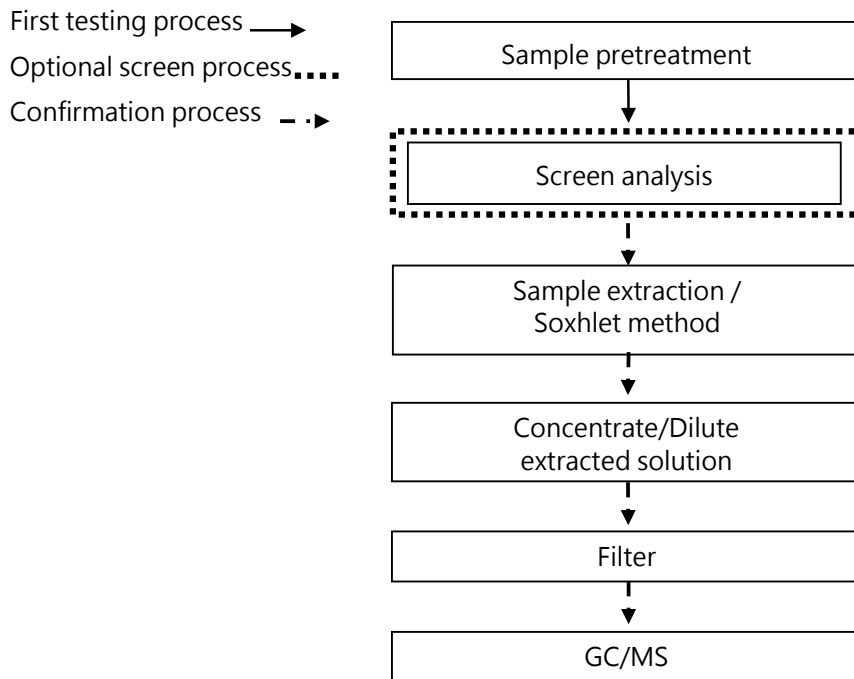 First testing process
Optional screen process
Confirmation process
Sample pretreatment
Screen analysis
Sample extraction /
Soxhlet method
Concentrate/Dilute
extracted solution
Filter
GC/MS